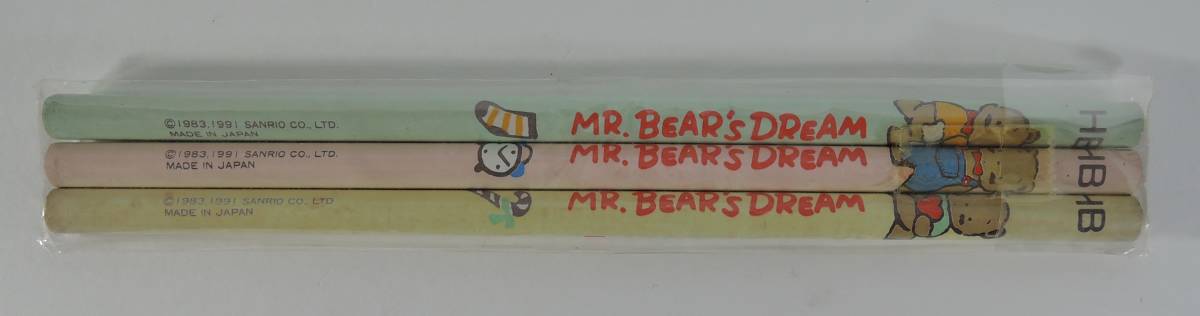 ©1983,1991 SANRIO CO., LTD.
MADE IN JAPAN
MR. BEAR'S DREAM
HB
©1983,1991 SANRIO CO., LTD.
MADE IN JAPAN
MR. BEAR'S DREAM
HB
©1983,1991 SANRIO CO., LTD
MADE IN JAPAN
MR. BEAR'S DREAM
HB